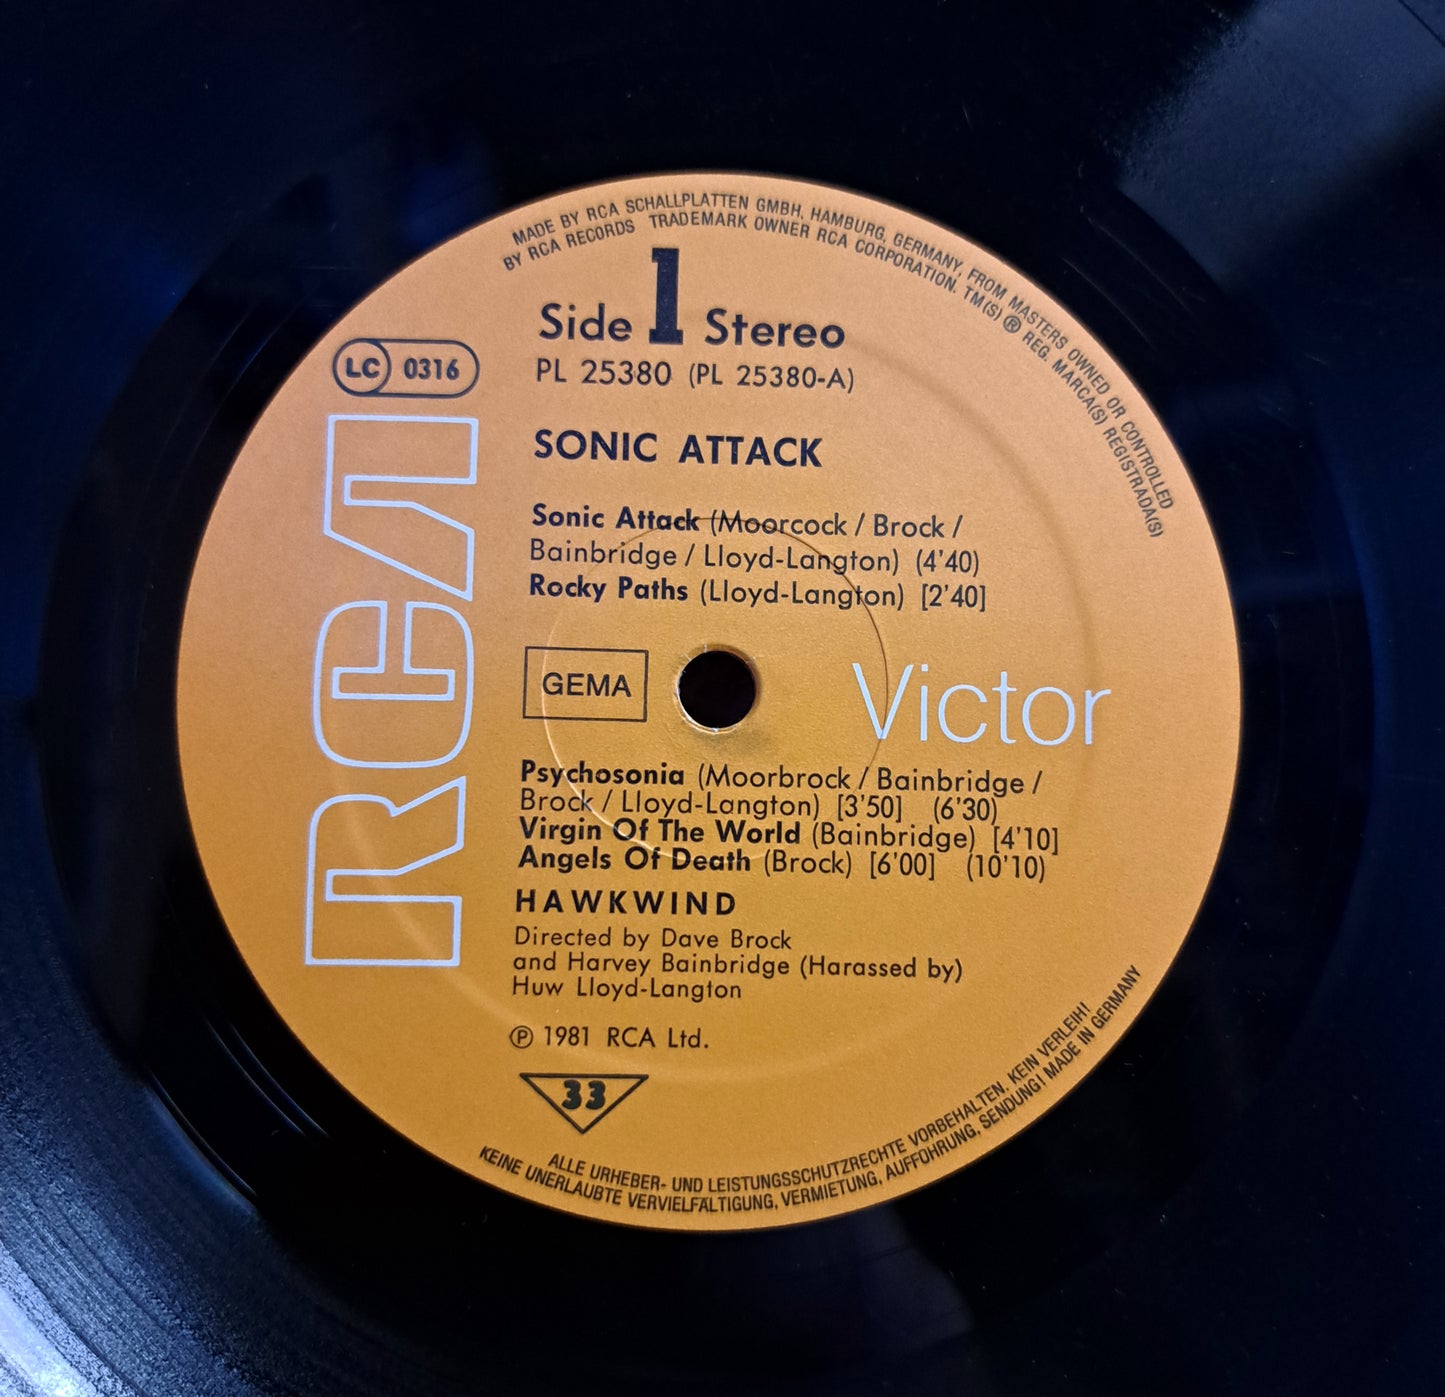 MADE BY RCA SCHALLPLATTEN GMBH, HAMBURG, GERMANY, FROM MASTERS OWNED OR CONTROLLED
BY RCA RECORDS TRADEMARK OWNER RCA CORPORATION. TM(S) ® REG. MARCA(S) REGISTRADA(S)
Side 1 Stereo
PL 25380 (PL 25380-A)
LC 0316
RCA
SONIC ATTACK
Sonic Attack (Moorcock / Brock /
Bainbridge / Lloyd-Langton) (4'40)
Rocky Paths (Lloyd-Langton) [2'40]
GEMA
Victor
Psychosonia (Moorbrock / Bainbridge /
Brock / Lloyd-Langton) [3'50] (6'30)
Virgin Of The World (Bainbridge) [4'10]
Angels Of Death (Brock) [6'00] (10'10)
HAWKWIND
Directed by Dave Brock
and Harvey Bainbridge (Harassed by)
Huw Lloyd-Langton
℗ 1981 RCA Ltd.
33
ALLE URHEBER- UND LEISTUNGSSCHUTZRECHTE VORBEHALTEN. KEIN VERLEIH!
KEINE UNERLAUBTE VERVIELFÄLTIGUNG, VERMIETUNG, AUFFÜHRUNG, SENDUNG! MADE IN GERMANY